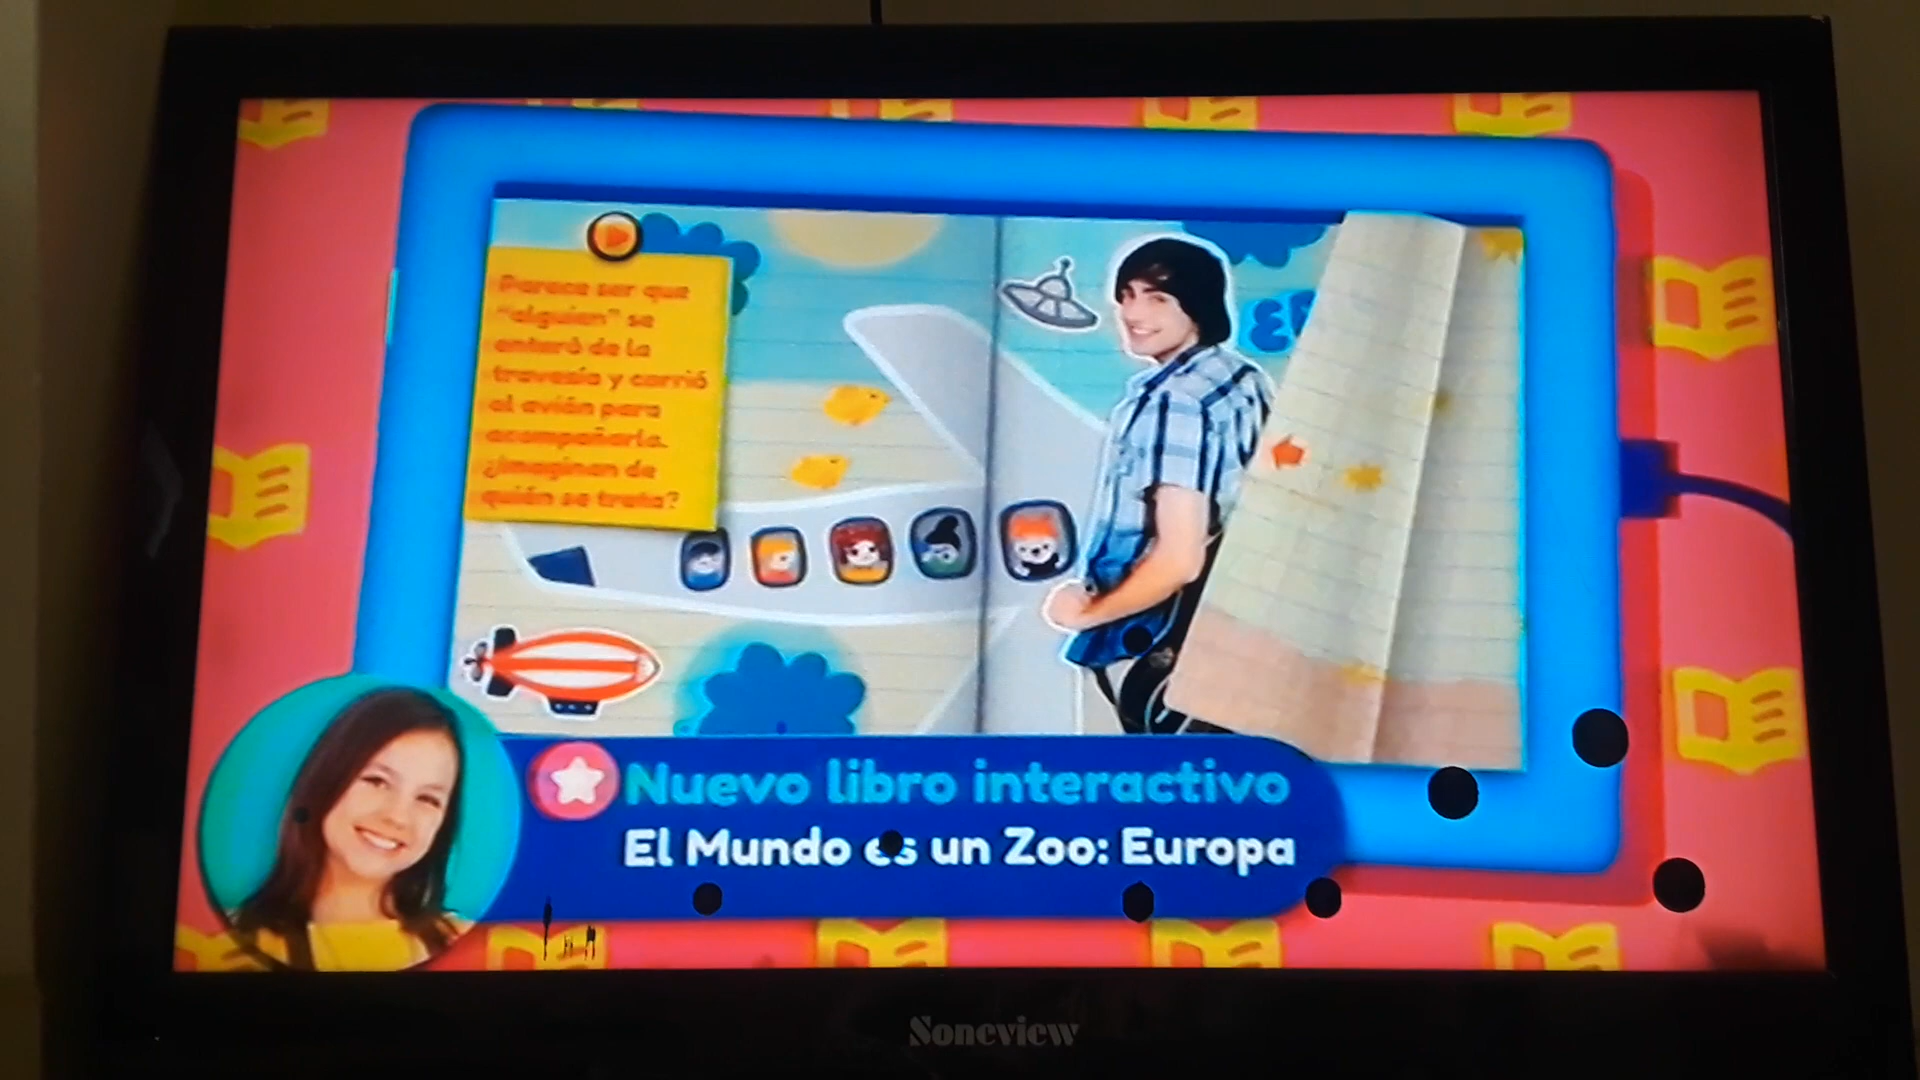 Parece ser que
"alguien" se
enteró de la
travesía y corrió
al avión para
acompañarla.
¿Imaginan de
quién se trata?
Nuevo libro interactivo
El Mundo es un Zoo: Europa
Soneview